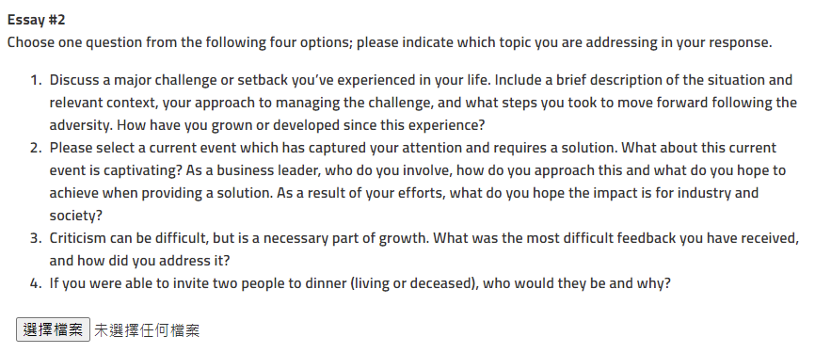 Essay #2
Choose one question from the following four options; please indicate which topic you are addressing in your response.
1. Discuss a major challenge or setback you’ve experienced in your life. Include a brief description of the situation and
relevant context, your approach to managing the challenge, and what steps you took to move forward following the
adversity. How have you grown or developed since this experience?
2. Please select a current event which has captured your attention and requires a solution. What about this current
event is captivating? As a business leader, who do you involve, how do you approach this and what do you hope to
achieve when providing a solution. As a result of your efforts, what do you hope the impact is for industry and
society?
3. Criticism can be difficult, but is a necessary part of growth. What was the most difficult feedback you have received,
and how did you address it?
4. If you were able to invite two people to dinner (living or deceased), who would they be and why?
選擇檔案 未選擇任何檔案